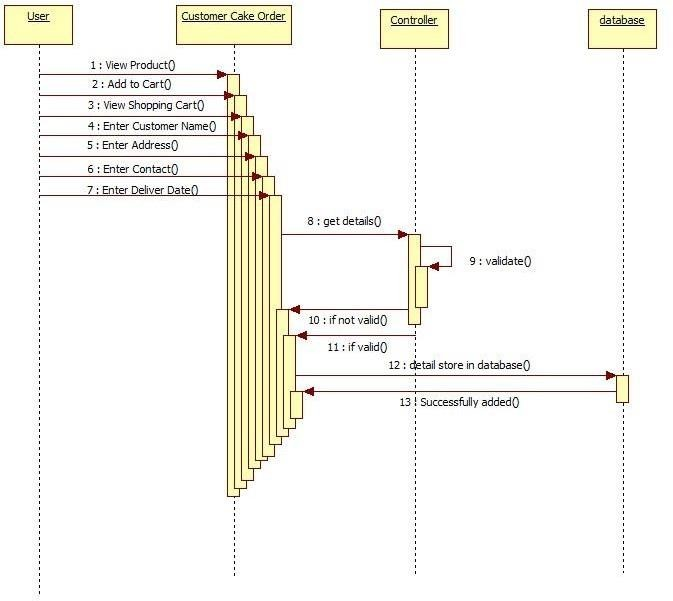 User
Customer Cake Order
Controller
database
1 : View Product()
2 : Add to Cart()
3 : View Shopping Cart()
4 : Enter Customer Name()
5 : Enter Address()
6 : Enter Contact()
7 : Enter Deliver Date()
8 : get details()
9 : validate()
10 : if not valid()
11 : if valid()
12 : detail store in database()
13 : Successfully added()